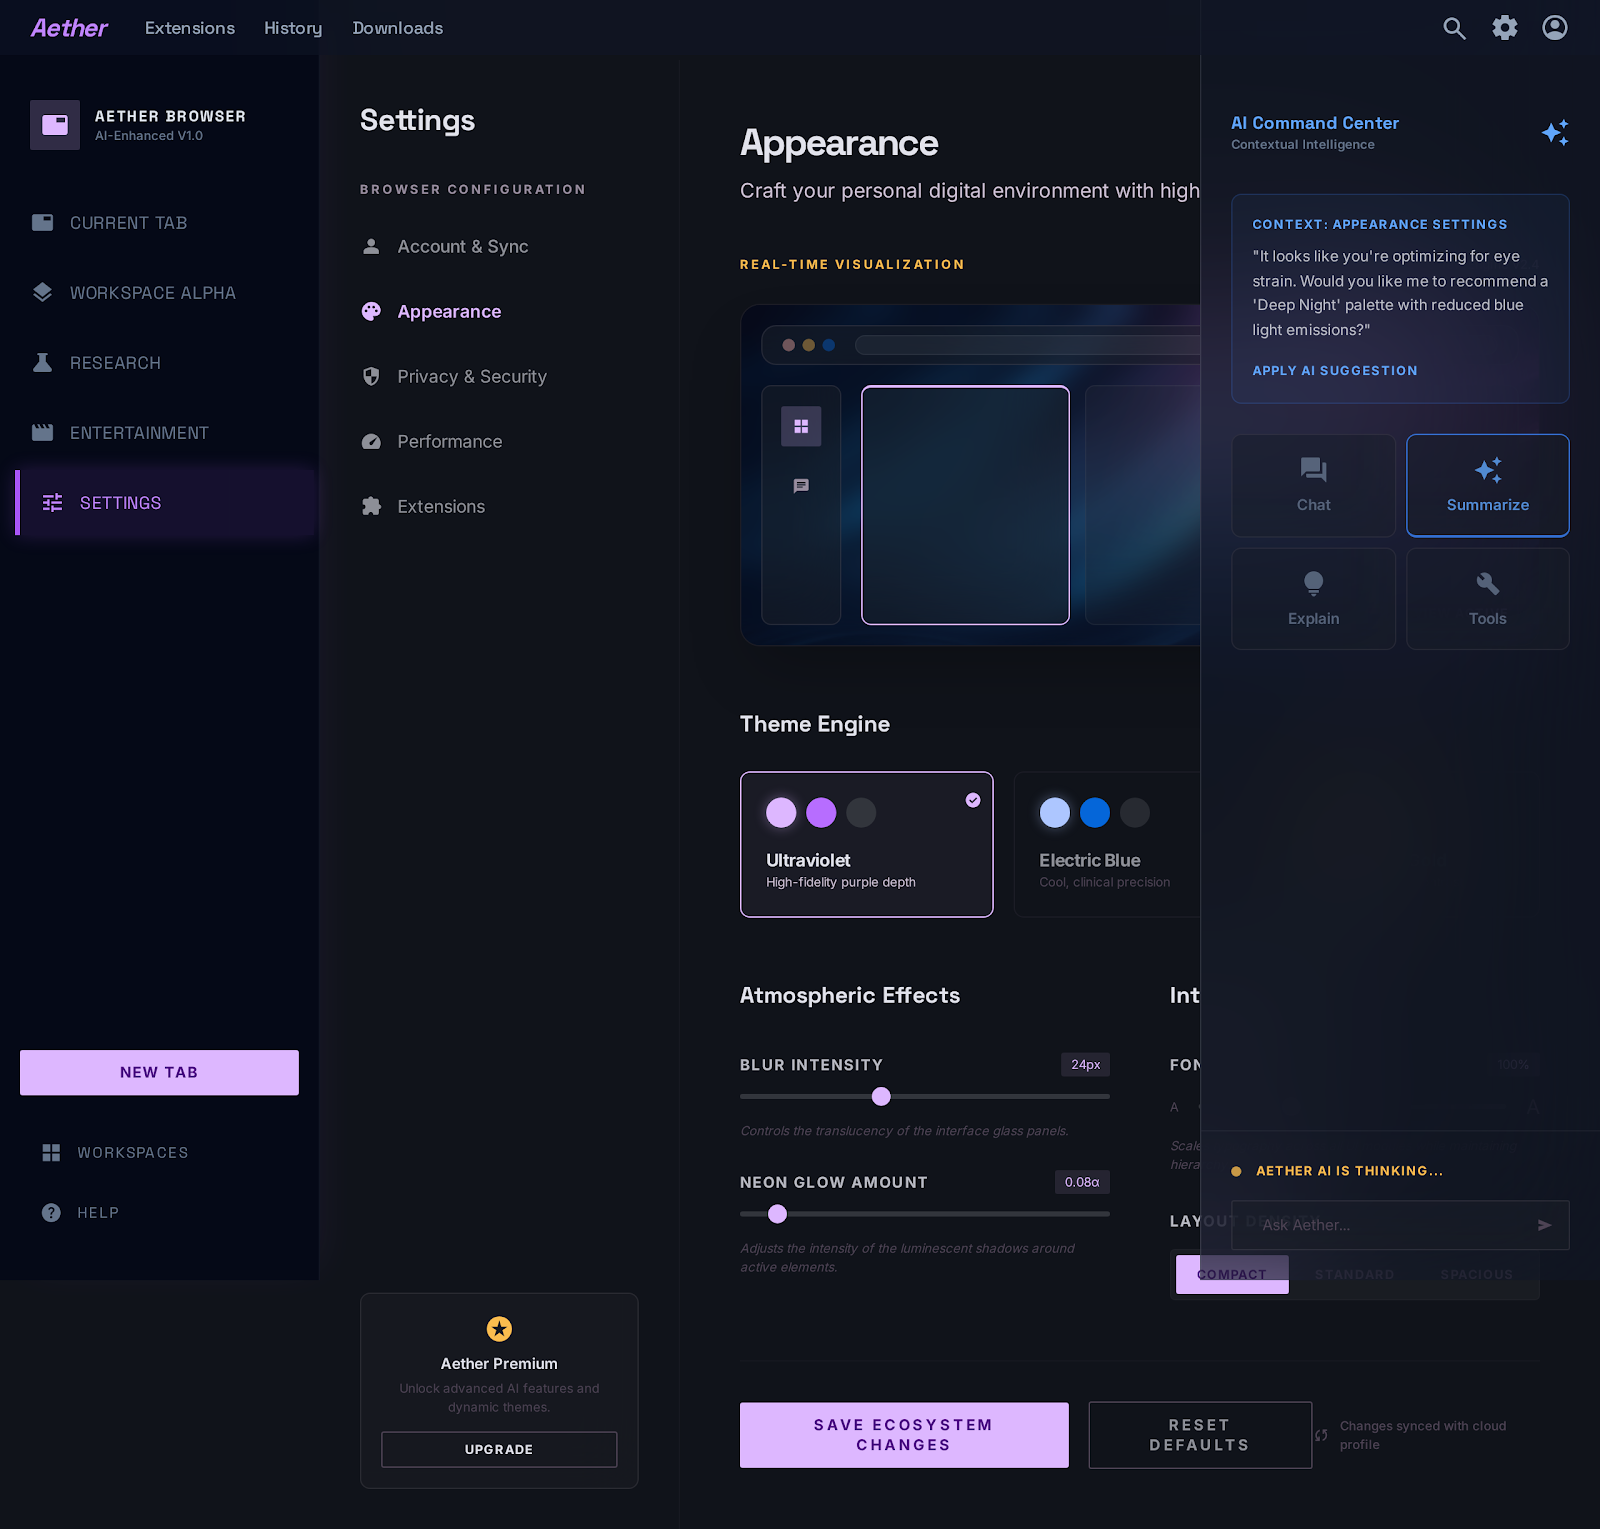 Aether
Extensions
History
Downloads
AETHER BROWSER
AI-Enhanced V1.0
CURRENT TAB
WORKSPACE ALPHA
RESEARCH
ENTERTAINMENT
SETTINGS
NEW TAB
WORKSPACES
HELP
Settings
BROWSER CONFIGURATION
Account & Sync
Appearance
Privacy & Security
Performance
Extensions
Aether Premium
Unlock advanced AI features and
dynamic themes.
UPGRADE
Appearance
Craft your personal digital environment with high
REAL-TIME VISUALIZATION
Theme Engine
Ultraviolet
High-fidelity purple depth
Electric Blue
Cool, clinical precision
Atmospheric Effects
BLUR INTENSITY
24px
Controls the translucency of the interface glass panels.
NEON GLOW AMOUNT
0.08α
Adjusts the intensity of the luminescent shadows around
active elements.
Int
FON
100%
A
A
Scale
hiera
LAYOUT DENSITY
COMPACT
STANDARD
SPACIOUS
SAVE ECOSYSTEM
CHANGES
RESET
DEFAULTS
Changes synced with cloud
profile
AI Command Center
Contextual Intelligence
CONTEXT: APPEARANCE SETTINGS
"It looks like you're optimizing for eye
strain. Would you like me to recommend a
'Deep Night' palette with reduced blue
light emissions?"
APPLY AI SUGGESTION
Chat
Summarize
Explain
Tools
AETHER AI IS THINKING...
Ask Aether...